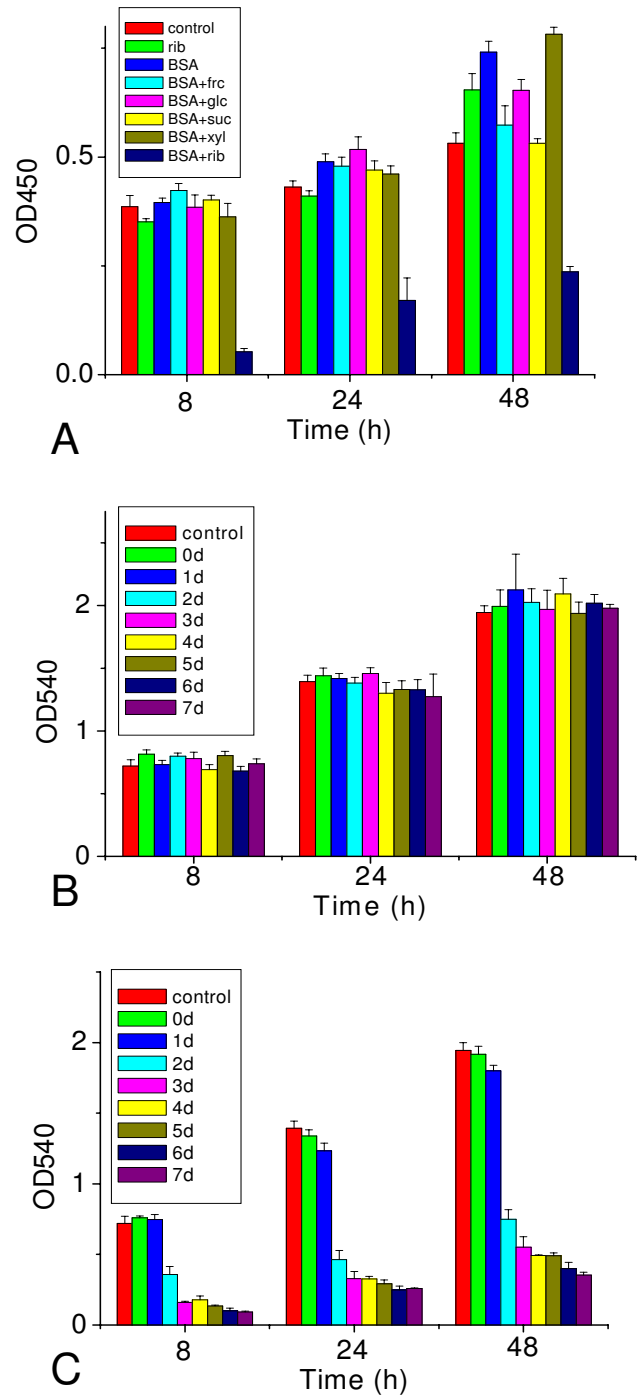 control
rib
BSA
BSA+frc
BSA+glc
BSA+suc
BSA+xyl
BSA+rib
OD450
0.5
0.0
8
24
48
Time (h)
A
control
0d
1d
2d
3d
4d
5d
6d
7d
OD540
2
1
0
8
24
48
Time (h)
B
control
0d
1d
2d
3d
4d
5d
6d
7d
OD540
2
1
0
8
24
48
Time (h)
C